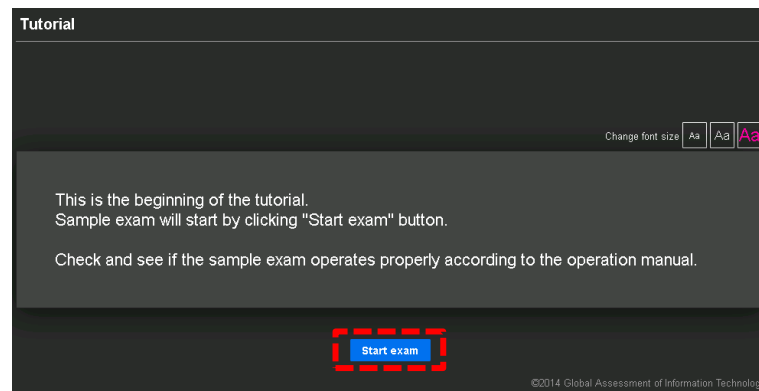 Tutorial
Change font size Aa Aa Aa
This is the beginning of the tutorial.
Sample exam will start by clicking "Start exam" button.
Check and see if the sample exam operates properly according to the operation manual.
Start exam
©2014 Global Assessment of Information Technolog